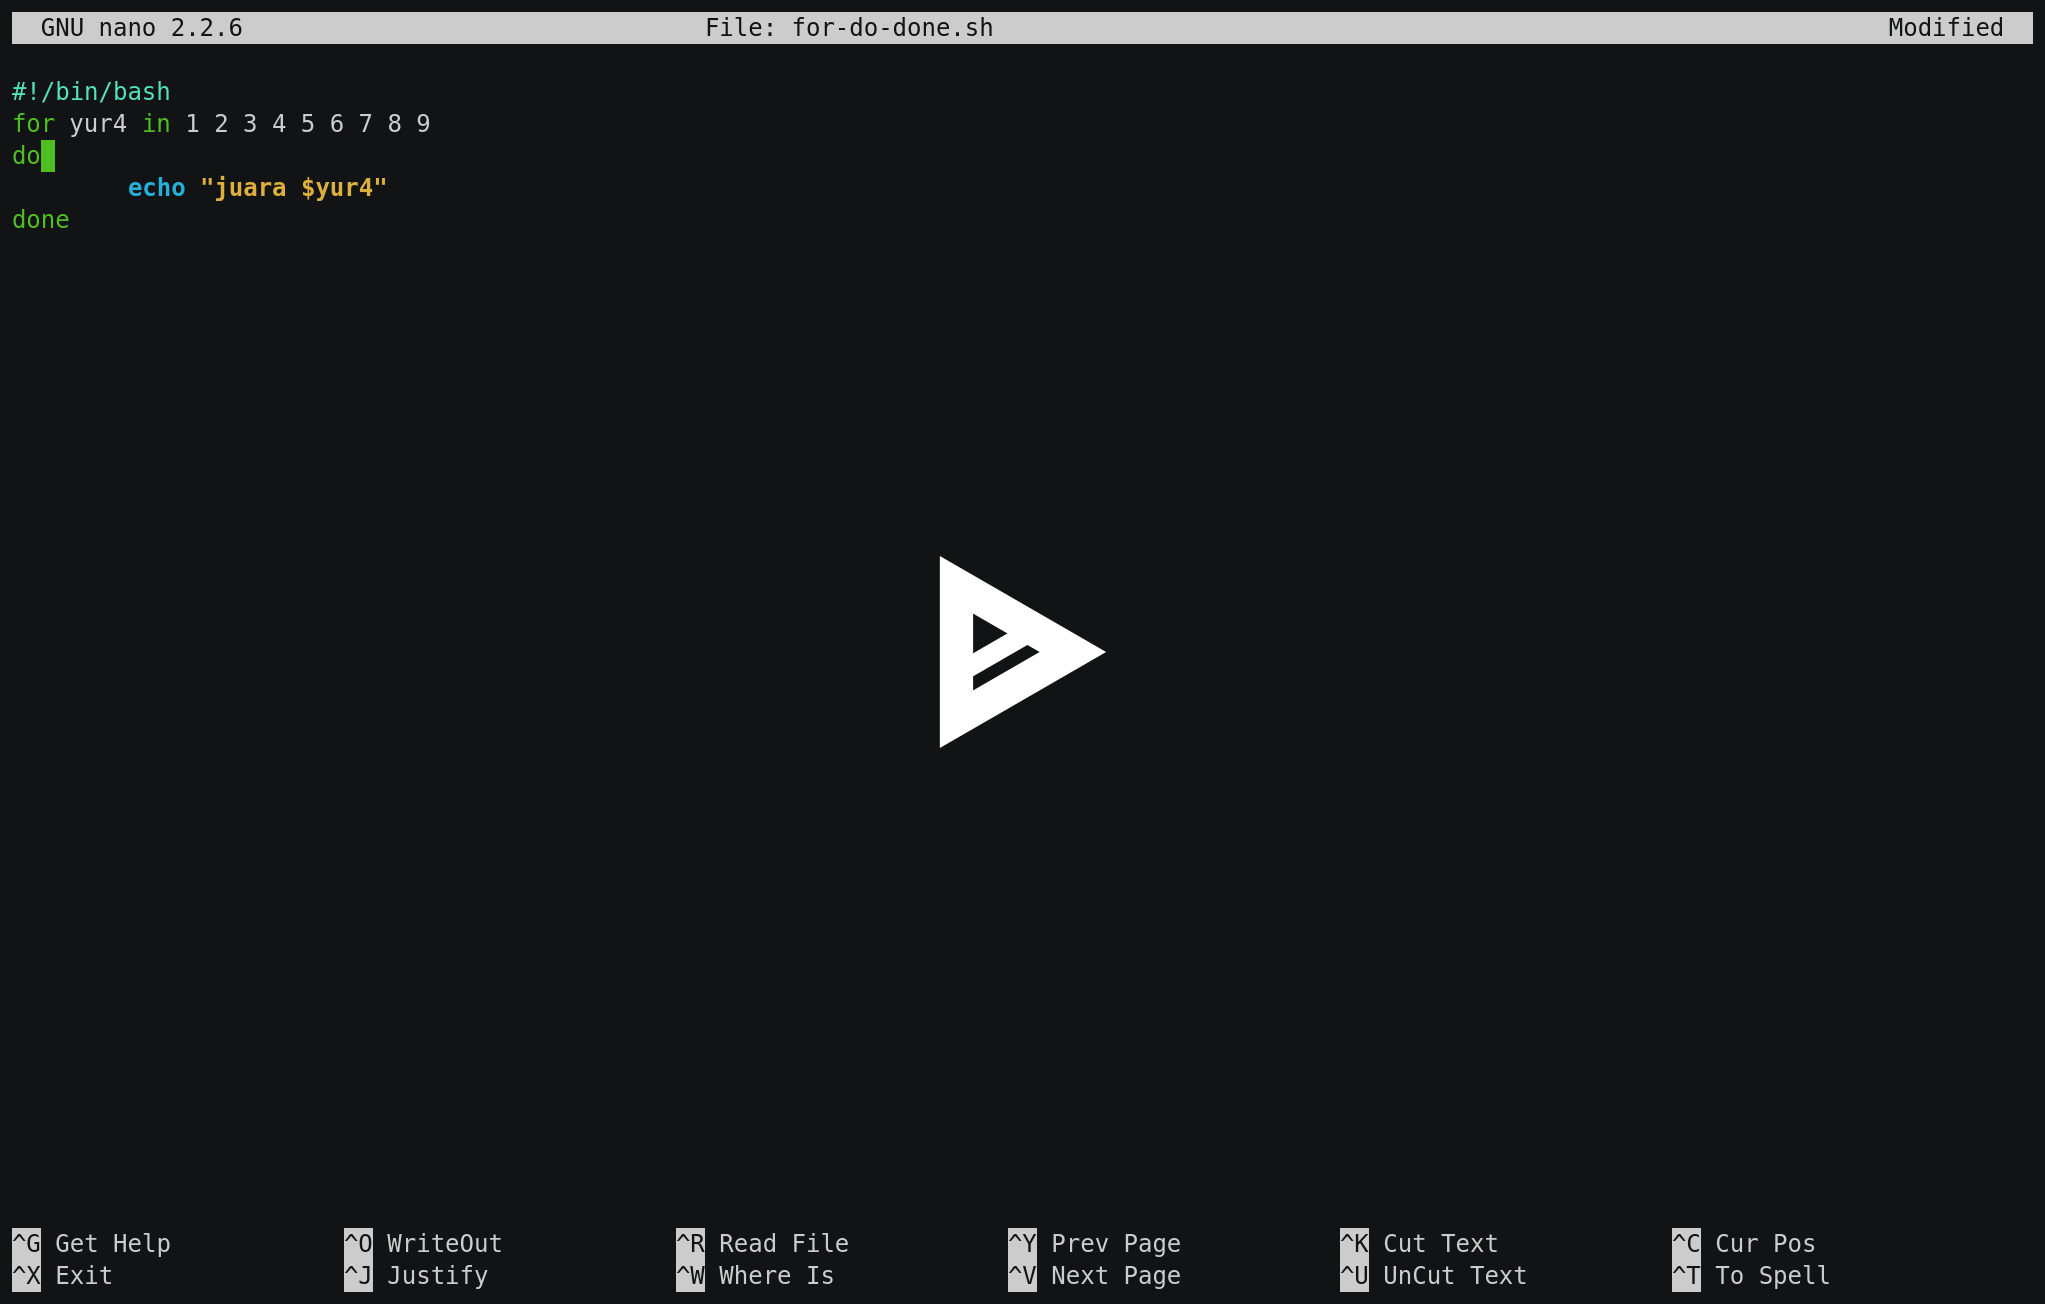 GNU nano 2.2.6 File: for-do-done.sh Modified
#!/bin/bash
for yur4 in 1 2 3 4 5 6 7 8 9
do
echo "juara $yur4"
done
^G Get Help ^O WriteOut ^R Read File ^Y Prev Page ^K Cut Text ^C Cur Pos
^X Exit ^J Justify ^W Where Is ^V Next Page ^U UnCut Text ^T To Spell